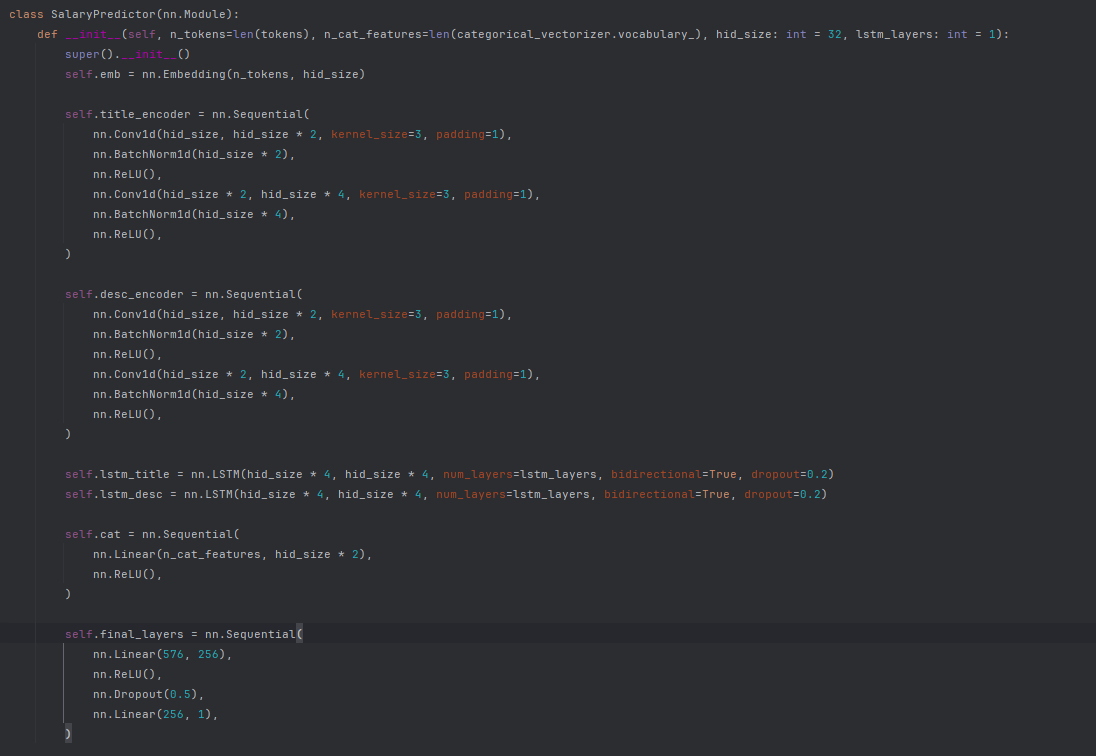 class SalaryPredictor(nn.Module):
    def __init__(self, n_tokens=len(tokens), n_cat_features=len(categorical_vectorizer.vocabulary_), hid_size: int = 32, lstm_layers: int = 1):
        super().__init__()
        self.emb = nn.Embedding(n_tokens, hid_size)

        self.title_encoder = nn.Sequential(
            nn.Conv1d(hid_size, hid_size * 2, kernel_size=3, padding=1),
            nn.BatchNorm1d(hid_size * 2),
            nn.ReLU(),
            nn.Conv1d(hid_size * 2, hid_size * 4, kernel_size=3, padding=1),
            nn.BatchNorm1d(hid_size * 4),
            nn.ReLU(),
        )

        self.desc_encoder = nn.Sequential(
            nn.Conv1d(hid_size, hid_size * 2, kernel_size=3, padding=1),
            nn.BatchNorm1d(hid_size * 2),
            nn.ReLU(),
            nn.Conv1d(hid_size * 2, hid_size * 4, kernel_size=3, padding=1),
            nn.BatchNorm1d(hid_size * 4),
            nn.ReLU(),
        )

        self.lstm_title = nn.LSTM(hid_size * 4, hid_size * 4, num_layers=lstm_layers, bidirectional=True, dropout=0.2)
        self.lstm_desc = nn.LSTM(hid_size * 4, hid_size * 4, num_layers=lstm_layers, bidirectional=True, dropout=0.2)

        self.cat = nn.Sequential(
            nn.Linear(n_cat_features, hid_size * 2),
            nn.ReLU(),
        )

        self.final_layers = nn.Sequential(
            nn.Linear(576, 256),
            nn.ReLU(),
            nn.Dropout(0.5),
            nn.Linear(256, 1),
        )